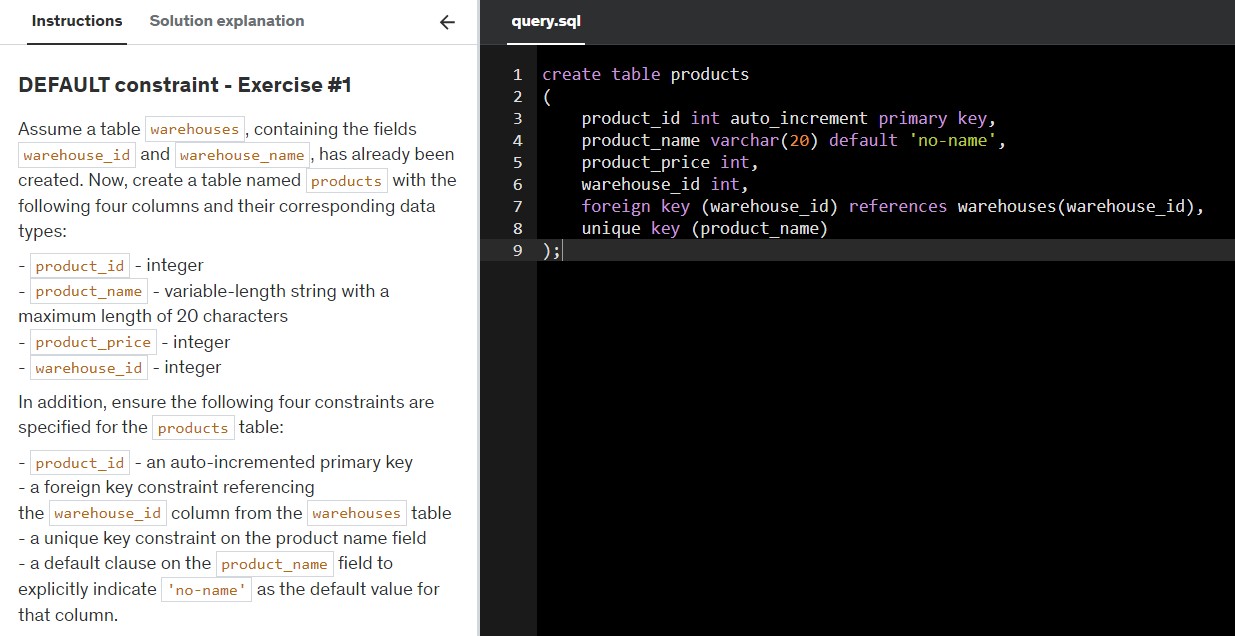 Instructions Solution explanation
DEFAULT constraint - Exercise #1
Assume a table warehouses, containing the fields
warehouse_id and warehouse_name, has already been
created. Now, create a table named products with the
following four columns and their corresponding data
types:
- product_id - integer
- product_name - variable-length string with a
maximum length of 20 characters
- product_price - integer
- warehouse_id - integer
In addition, ensure the following four constraints are
specified for the products table:
- product_id - an auto-incremented primary key
- a foreign key constraint referencing
the warehouse_id column from the warehouses table
- a unique key constraint on the product name field
- a default clause on the product_name field to
explicitly indicate 'no-name' as the default value for
that column.
query.sql
1 create table products
2 (
3 product_id int auto_increment primary key,
4 product_name varchar(20) default 'no-name',
5 product_price int,
6 warehouse_id int,
7 foreign key (warehouse_id) references warehouses(warehouse_id),
8 unique key (product_name)
9 );